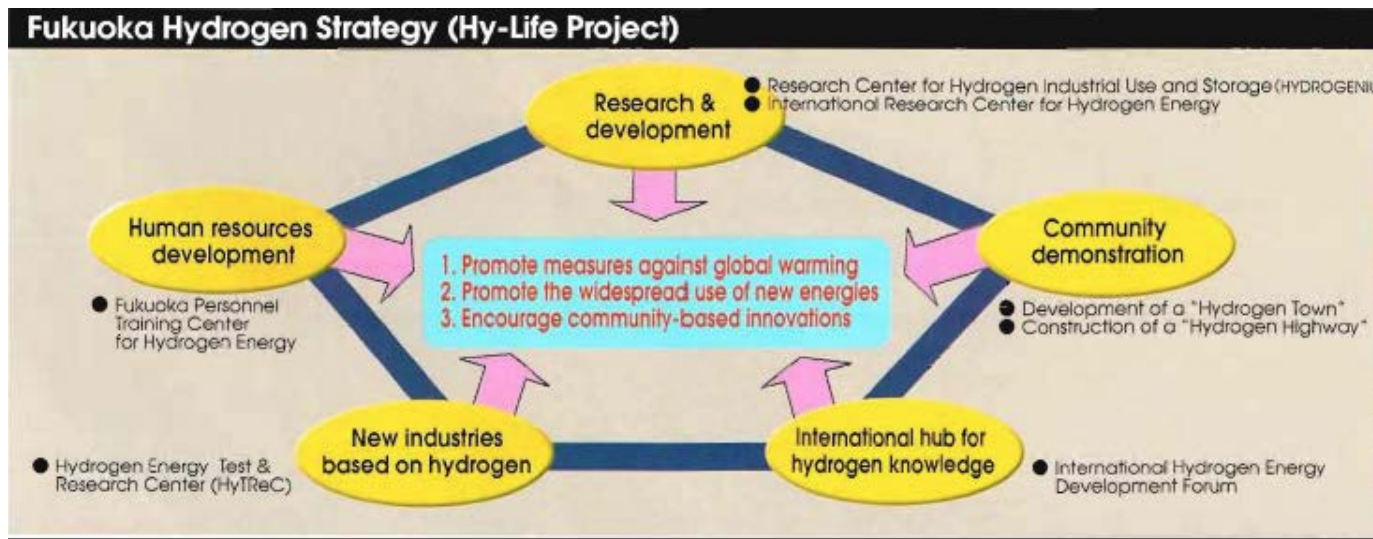 Fukuoka Hydrogen Strategy (Hy-Life Project)
Research &
development
● Research Center for Hydrogen Industrial Use and Storage (HYDROGENIU
● International Research Center for Hydrogen Energy
Human resources
development
● Fukuoka Personnel
Training Center
for Hydrogen Energy
1. Promote measures against global warming
2. Promote the widespread use of new energies
3. Encourage community-based innovations
Community
demonstration
● Development of a "Hydrogen Town"
● Construction of a "Hydrogen Highway"
New industries
based on hydrogen
● Hydrogen Energy Test &
Research Center (HyTReC)
International hub for
hydrogen knowledge
● International Hydrogen Energy
Development Forum